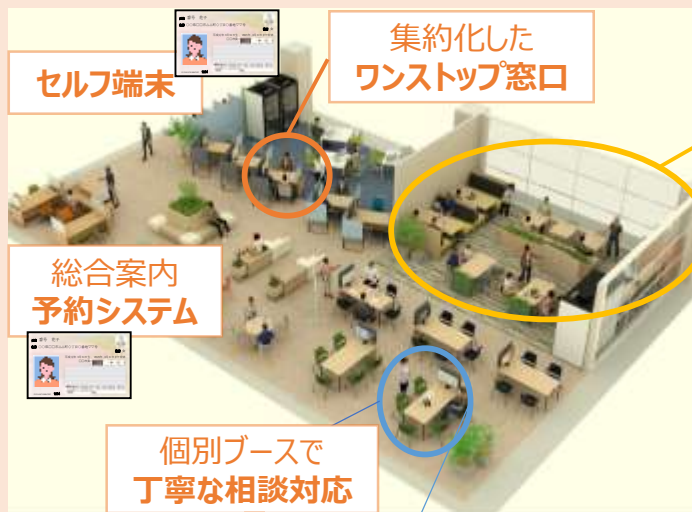 セルフ端末
集約化した
ワンストップ窓口
総合案内
予約システム
個別ブースで
丁寧な相談対応